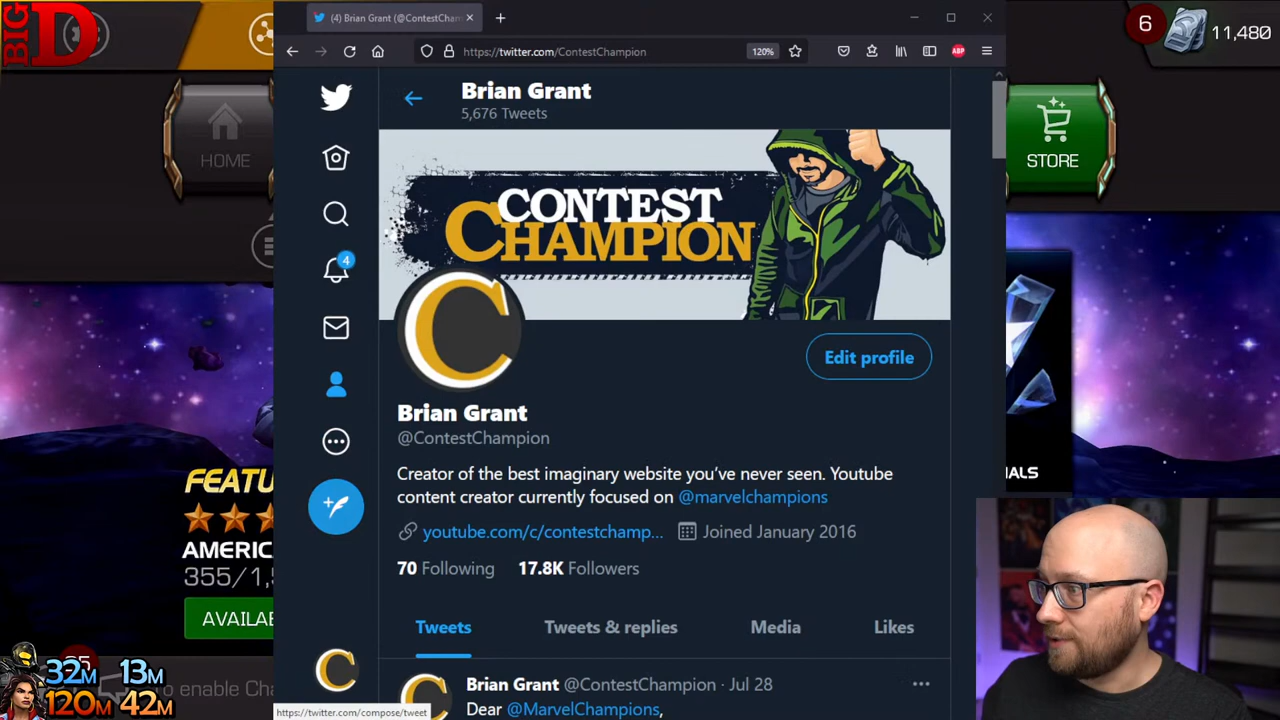 BIG D
(4) Brian Grant (@ContestCham
https://twitter.com/ContestChampion
120%
ABP
6
11,480
HOME
STORE
Brian Grant
5,676 Tweets
CONTEST
CHAMPION
C
4
Edit profile
Brian Grant
@ContestChampion
Creator of the best imaginary website you’ve never seen. Youtube
content creator currently focused on @marvelchampions
youtube.com/c/contestchamp...
Joined January 2016
70 Following 17.8K Followers
Tweets Tweets & replies Media Likes
Brian Grant @ContestChampion · Jul 28
Dear @MarvelChampions,
C
C
https://twitter.com/compose/tweet
FEATU
AMERIC
355/1,5
AVAILAE
ALS
32M 13M
120M 42M
to enable Cha